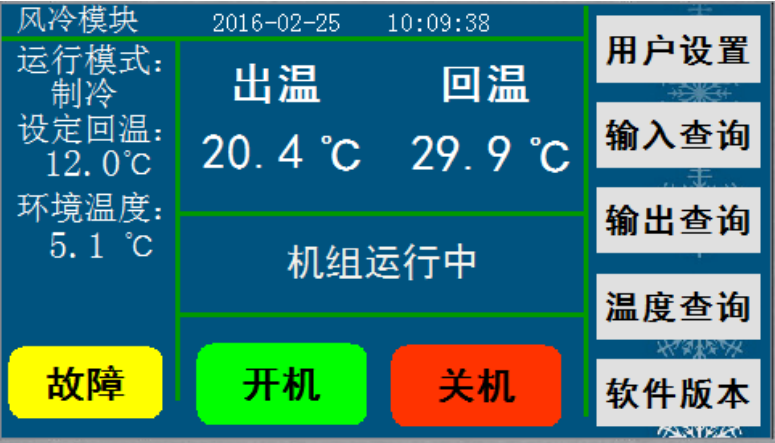 风冷模块 2016-02-25 10:09:38
运行模式:
制冷
设定回温:
12.0℃
环境温度:
5.1 ℃
出温 回温
20.4 ℃ 29.9 ℃
机组运行中
故障 开机 关机
用户设置
输入查询
输出查询
温度查询
软件版本